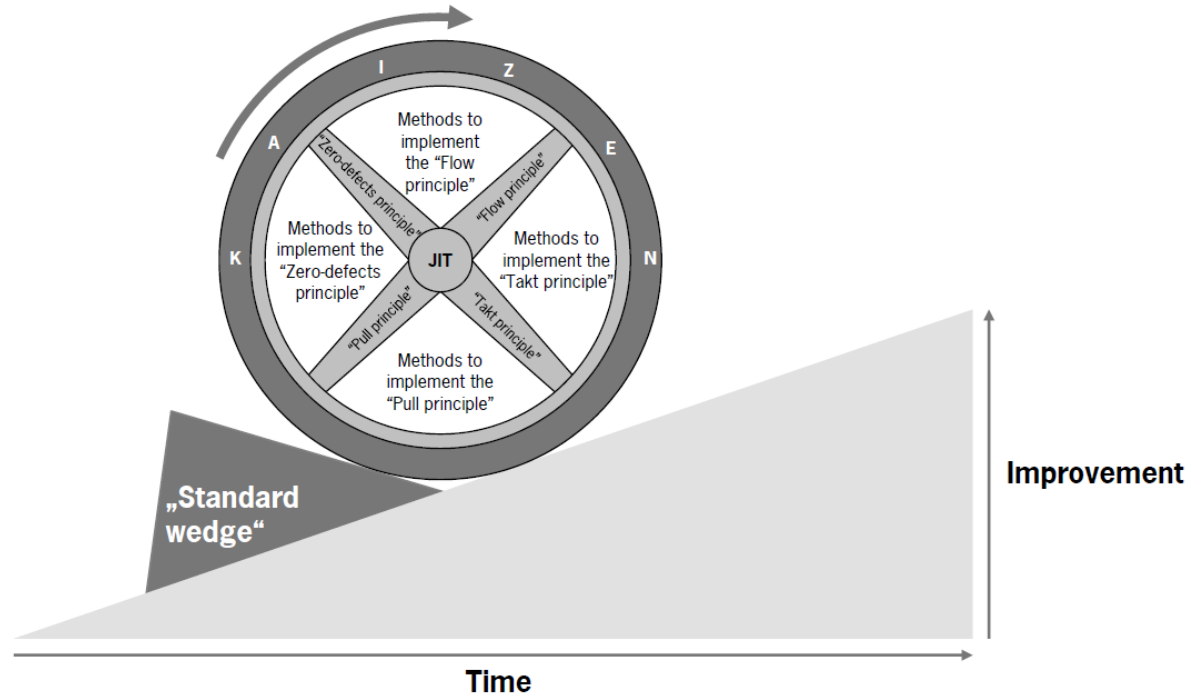 K A I Z E N
Methods to
implement
the “Flow
principle”
“Zero-defects principle”
“Flow principle”
Methods to
implement the
“Zero-defects
principle”
JIT
Methods to
implement the
“Takt principle”
“Pull principle”
“Takt principle”
Methods to
implement the
“Pull principle”
„Standard
wedge“
Improvement
Time